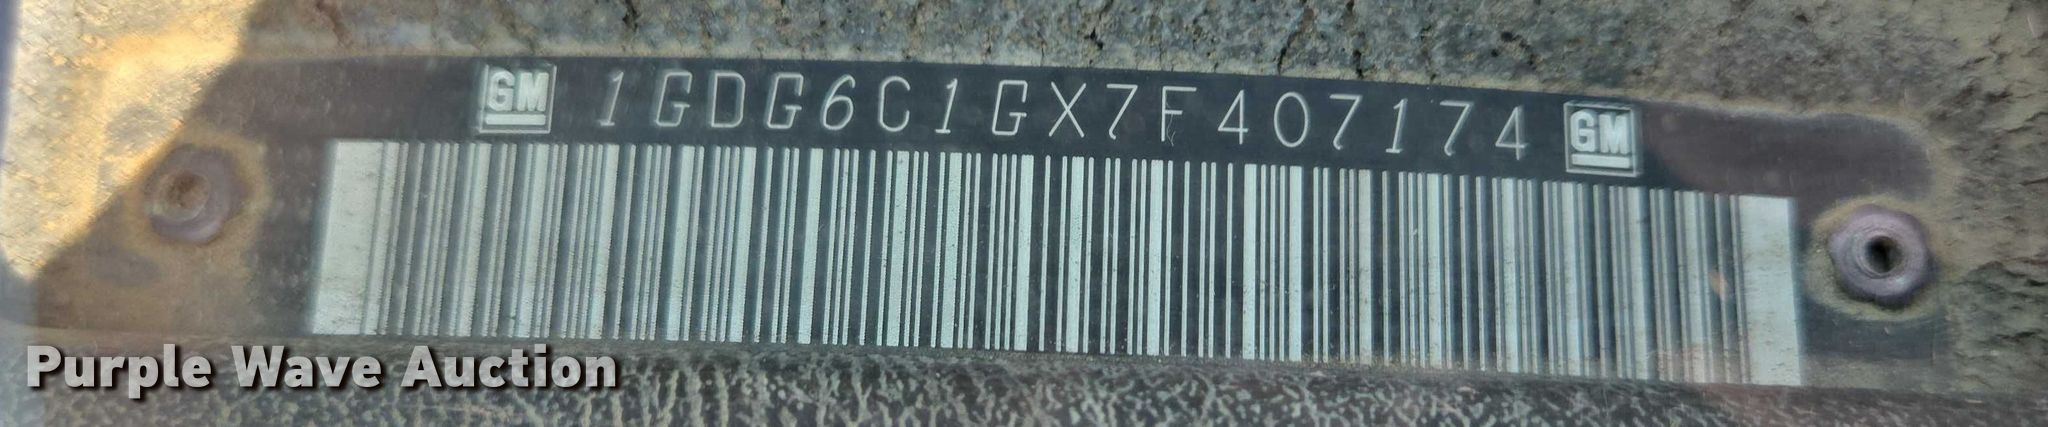 GM 1GDG6C1GX7F407174 GM
Purple Wave Auction